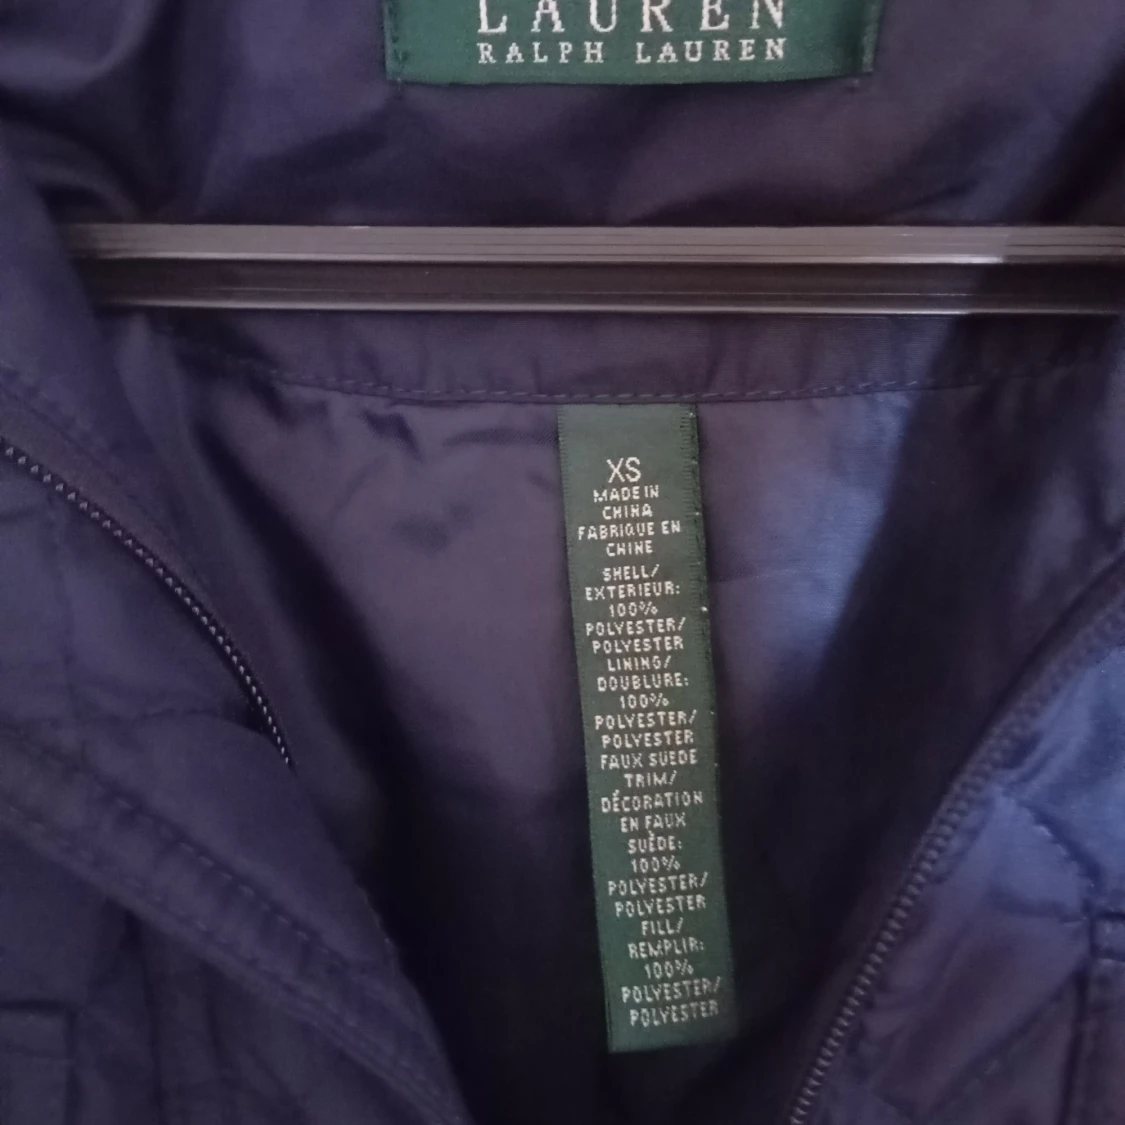 LAUREN
RALPH LAUREN
XS
MADE IN
CHINA
FABRIQUE EN
CHINE
SHELL/
EXTERIEUR:
100%
POLYESTER/
POLYESTER
LINING/
DOUBLURE:
100%
POLYESTER/
POLYESTER
FAUX SUEDE
TRIM/
DÉCORATION
EN FAUX
SUÈDE:
100%
POLYESTER/
POLYESTER
FILL/
REMPLIR:
100%
POLYESTER/
POLYESTER